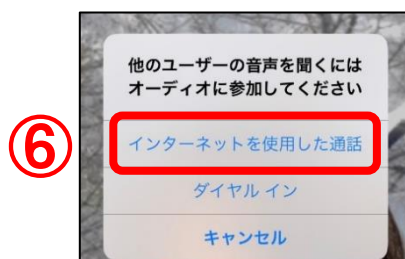 他のユーザーの音声を聞くには
オーディオに参加してください
⑥
インターネットを使用した通話
ダイヤル イン
キャンセル